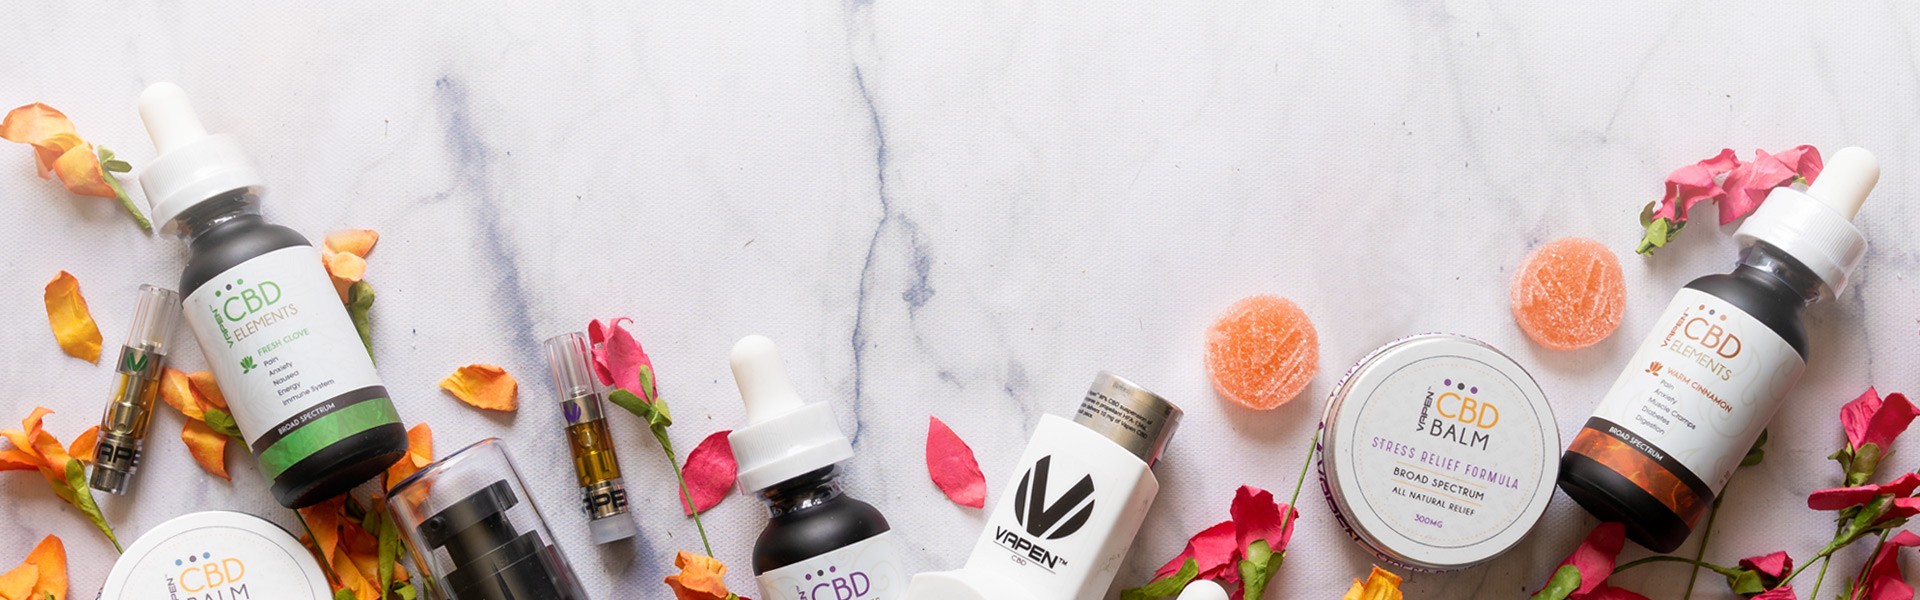 VAPEN
CBD
ELEMENTS
FRESH CLOVE
Pain
Anxiety
Nausea
Energy
Immune System
BROAD SPECTRUM
VAPEN
CBD
BALM
CBD
VAPEN™
CBD
VAPEN
CBD
BALM
STRESS RELIEF FORMULA
BROAD SPECTRUM
ALL NATURAL RELIEF
300MG
VAPEN
CBD
ELEMENTS
WARM CINNAMON
Pain
Anxiety
Muscle Cramps
Diabetes
Digestion
BROAD SPECTRUM